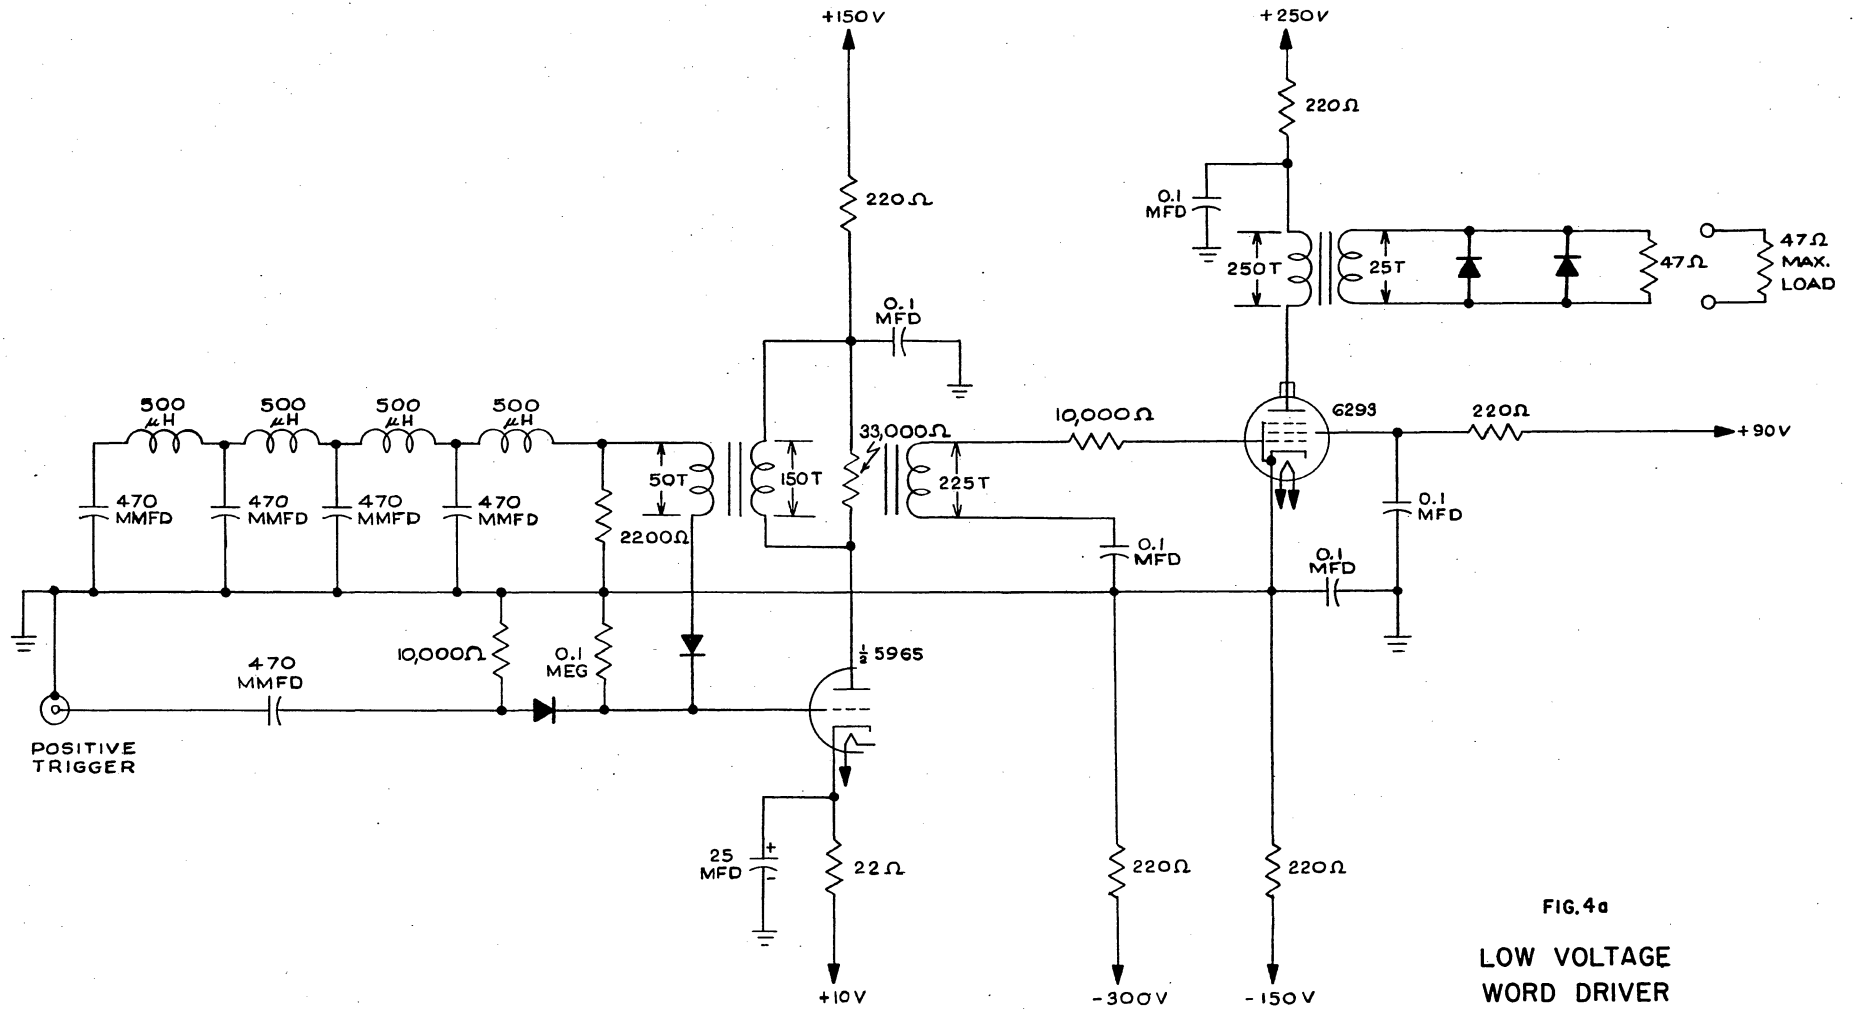 +150V
+250V
220Ω
220Ω
0.1
MFD
250T
25T
47Ω
47Ω
MAX.
LOAD
0.1
MFD
500
μH
500
μH
500
μH
500
μH
33,000Ω
10,000Ω
6293
220Ω
+90V
50T
150T
225T
470
MMFD
470
MMFD
470
MMFD
470
MMFD
2200Ω
0.1
MFD
0.1
MFD
0.1
MFD
10,000Ω
0.1
MEG
½ 5965
470
MMFD
POSITIVE
TRIGGER
25
MFD
+
-
22Ω
220Ω
220Ω
+10V
-300V
-150V
FIG. 4a
LOW VOLTAGE
WORD DRIVER